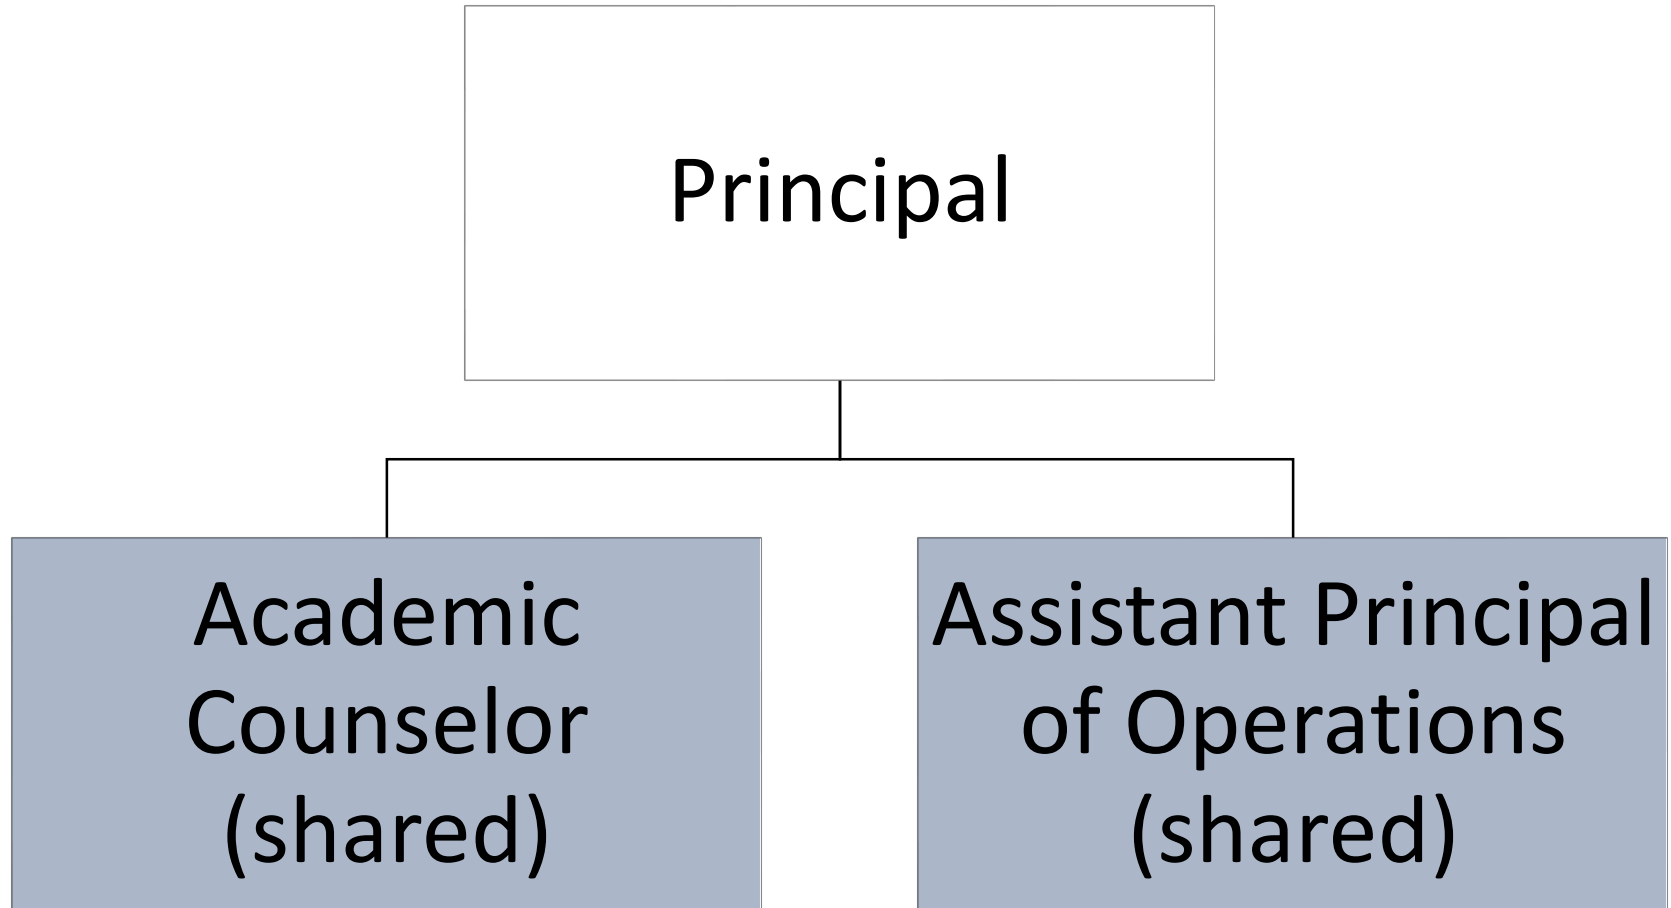 Principal
Academic
Counselor
(shared)
Assistant Principal
of Operations
(shared)